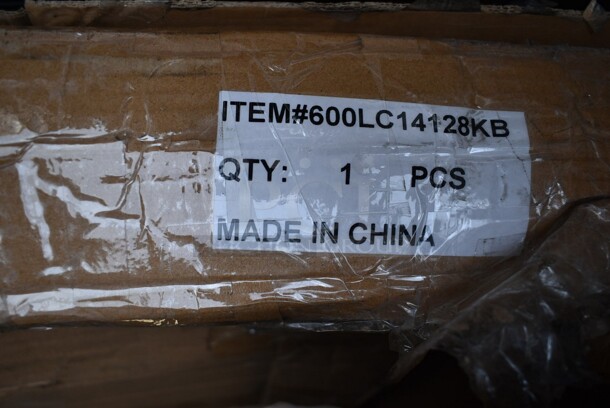 ITEM#600LC14128KB
QTY: 1 PCS
MADE IN CHINA